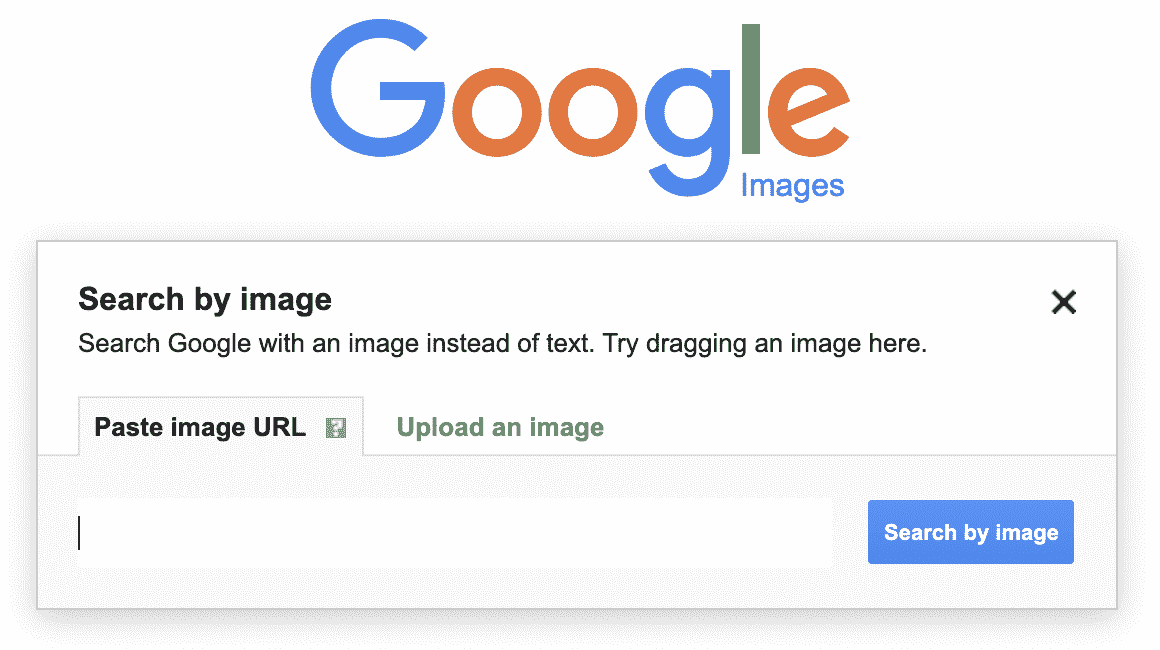 Google
Images
Search by image
Search Google with an image instead of text. Try dragging an image here.
Paste image URL
Upload an image
Search by image